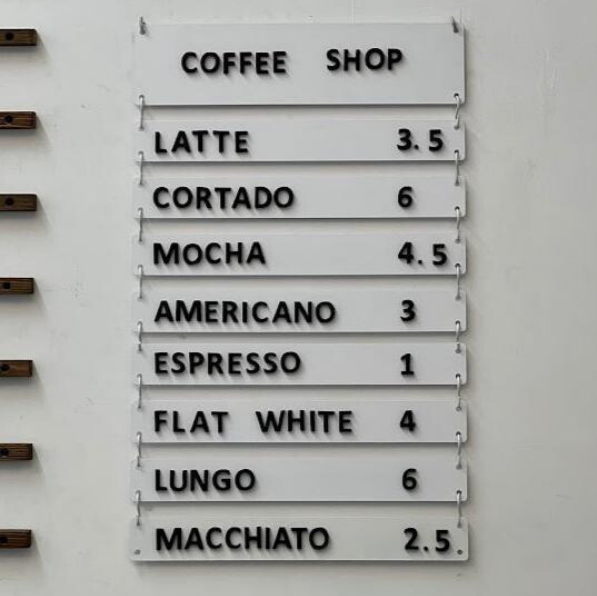 COFFEE SHOP
LATTE 3.5
CORTADO 6
MOCHA 4.5
AMERICANO 3
ESPRESSO 1
FLAT WHITE 4
LUNGO 6
MACCHIATO 2.5